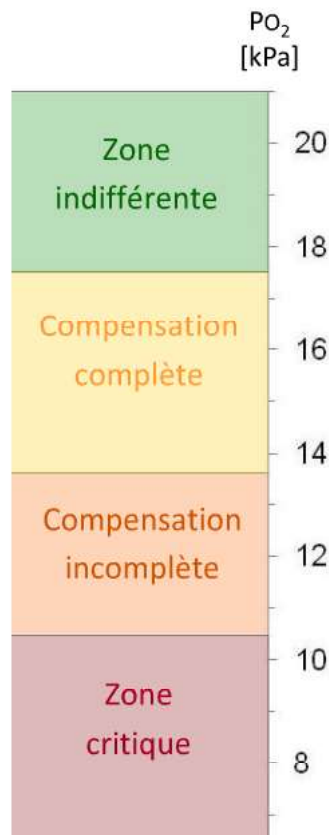 PO₂
[kPa]
Zone
indifférente
20
18
Compensation
complète
16
14
Compensation
incomplète
12
10
Zone
critique
8